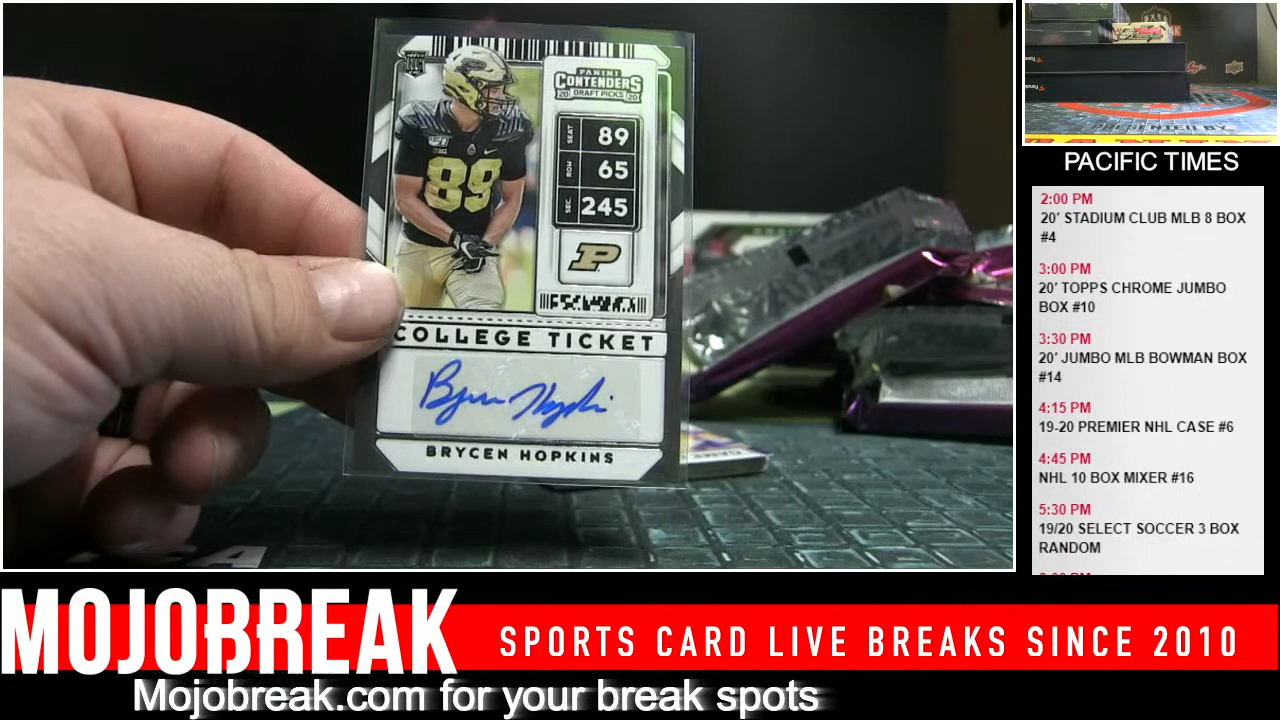 PANINI
CONTENDERS
2020 DRAFT PICKS
SEAT 89
ROW 65
SEC. 245
89
P
COLLEGE TICKET
BRYCEN HOPKINS
PACIFIC TIMES
2:00 PM
20' STADIUM CLUB MLB 8 BOX
#4
3:00 PM
20' TOPPS CHROME JUMBO
BOX #10
3:30 PM
20' JUMBO MLB BOWMAN BOX
#14
4:15 PM
19-20 PREMIER NHL CASE #6
4:45 PM
NHL 10 BOX MIXER #16
5:30 PM
19/20 SELECT SOCCER 3 BOX
RANDOM
MOJOBREAK
SPORTS CARD LIVE BREAKS SINCE 2010
Mojobreak.com for your break spots